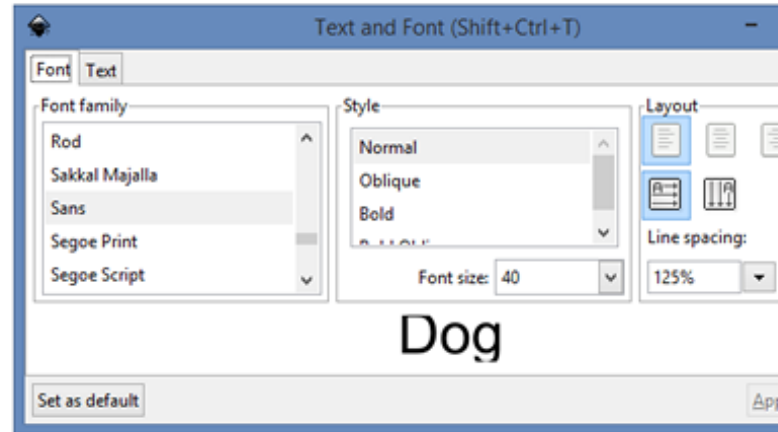 Text and Font (Shift+Ctrl+T)
Font Text
Font family
Rod
Sakkal Majalla
Sans
Segoe Print
Segoe Script
Style
Normal
Oblique
Bold
Font size: 40
Layout
Line spacing:
125%
Dog
Set as default
App